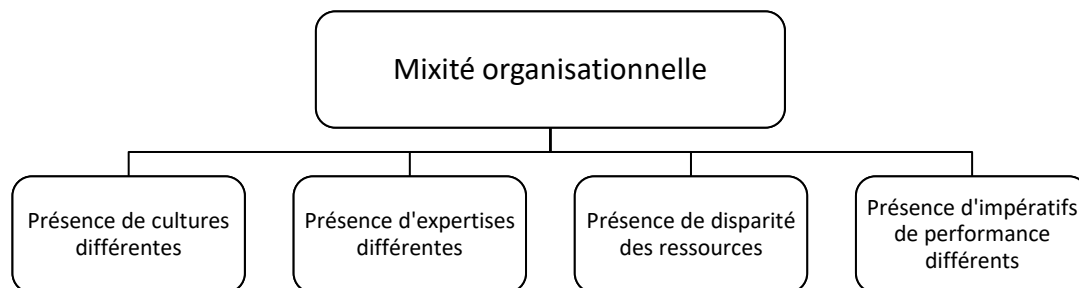 Mixité organisationnelle
Présence de cultures
différentes
Présence d'expertises
différentes
Présence de disparité
des ressources
Présence d'impératifs
de performance
différents